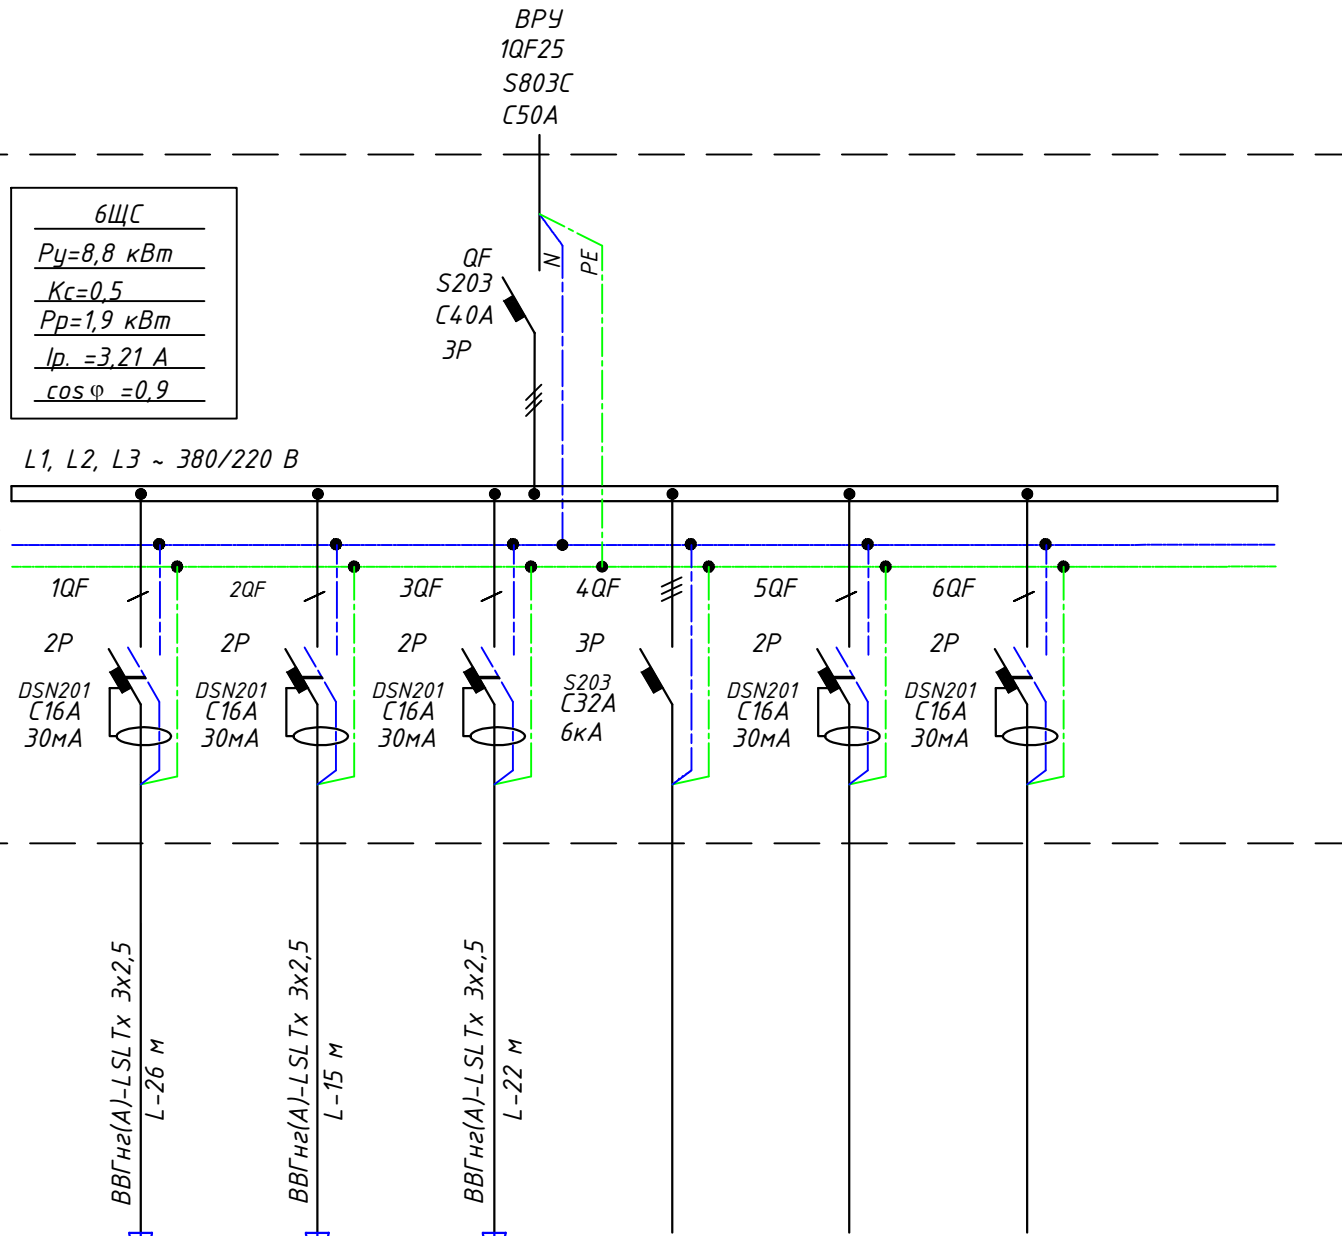 ВРУ
1QF25
S803C
C50A
6ЩС
Ру=8,8 кВт
Кс=0,5
Рр=1,9 кВт
Iр. =3,21 А
cos φ =0,9
QF
S203
C40A
3P
N
PE
L1, L2, L3 ~ 380/220 В
1QF
2P
DSN201
C16A
30мА
2QF
2P
DSN201
C16A
30мА
3QF
2P
DSN201
C16A
30мА
4QF
3P
S203
C32A
6кА
5QF
2P
DSN201
C16A
30мА
6QF
2P
DSN201
C16A
30мА
ВВГнг(А)-LSLTx 3x2,5
L-26 м
ВВГнг(А)-LSLTx 3x2,5
L-15 м
ВВГнг(А)-LSLTx 3x2,5
L-22 м